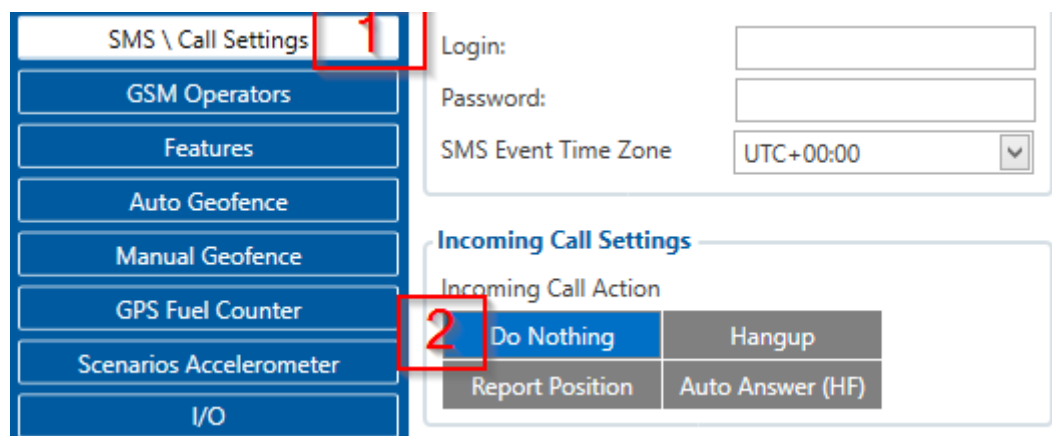 SMS \ Call Settings
1
GSM Operators
Features
Auto Geofence
Manual Geofence
GPS Fuel Counter
Scenarios Accelerometer
I/O
Login:
Password:
SMS Event Time Zone UTC+00:00
Incoming Call Settings
Incoming Call Action
2
Do Nothing Hangup
Report Position Auto Answer (HF)